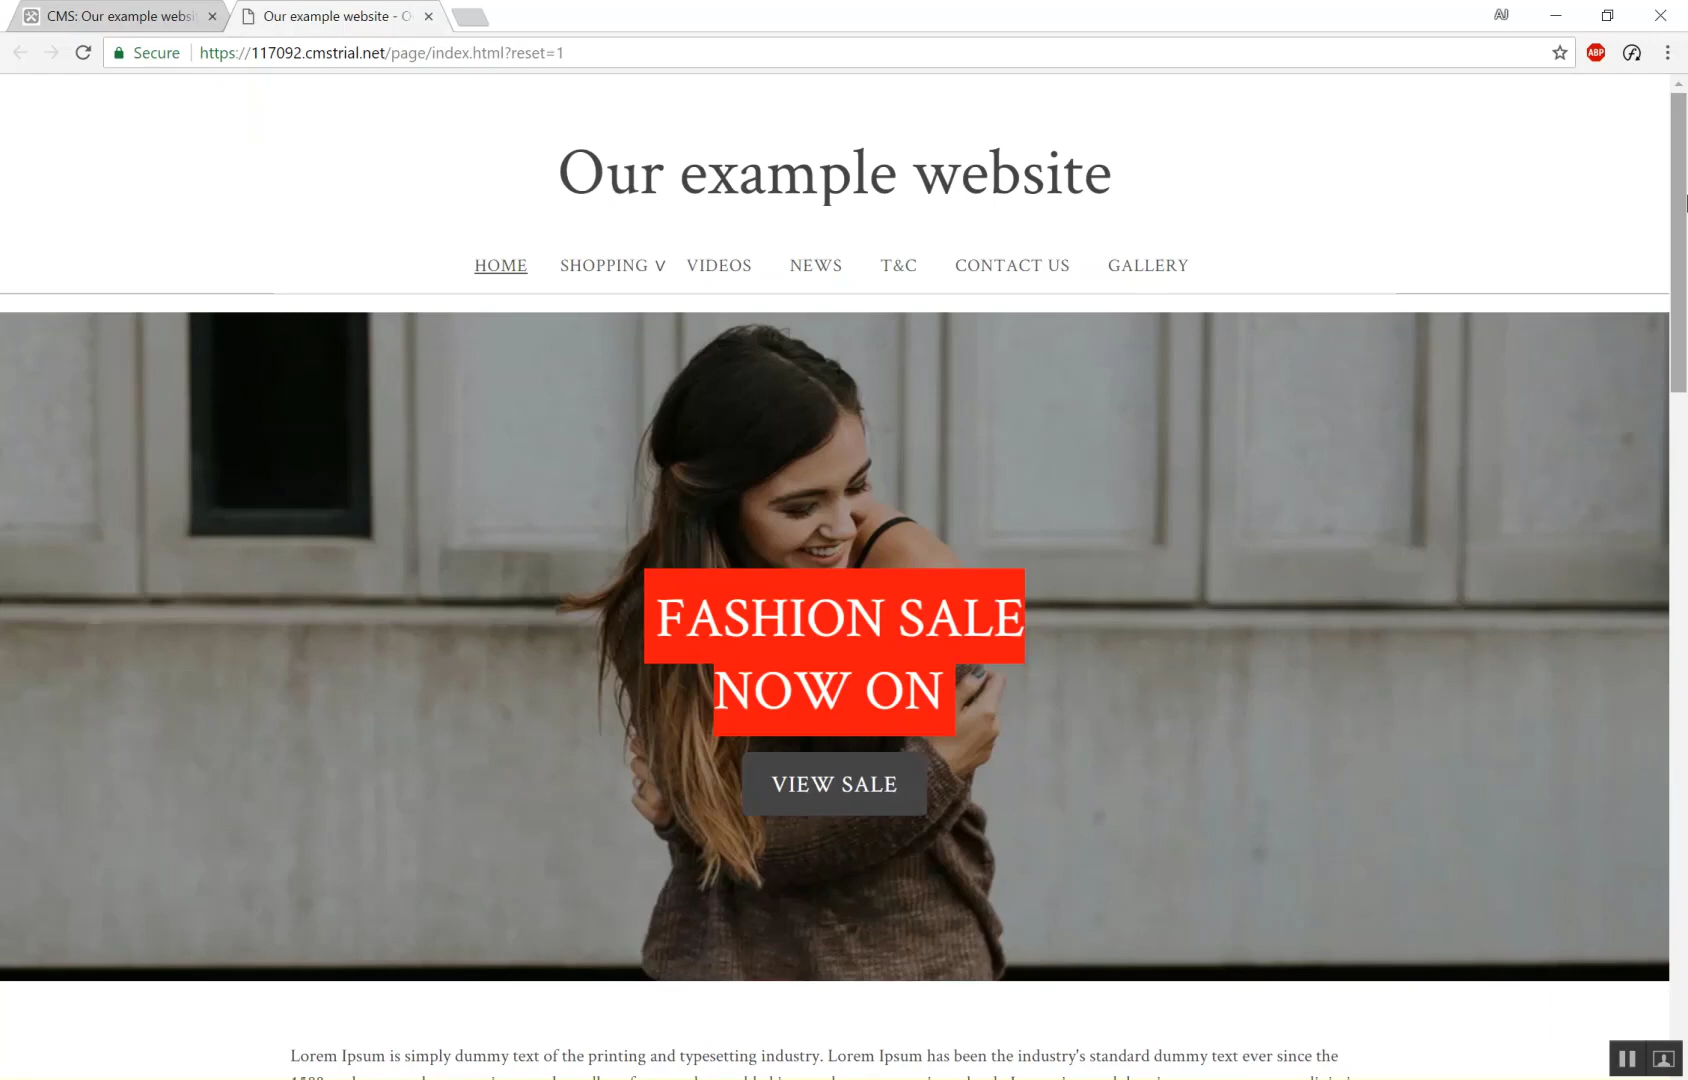 CMS: Our example websi
Our example website - O
AJ
Secure
https://117092.cmstrial.net/page/index.html?reset=1
ABP
Our example website
HOME SHOPPING V VIDEOS NEWS T&C CONTACT US GALLERY
FASHION SALE
NOW ON
VIEW SALE
Lorem Ipsum is simply dummy text of the printing and typesetting industry. Lorem Ipsum has been the industry's standard dummy text ever since the